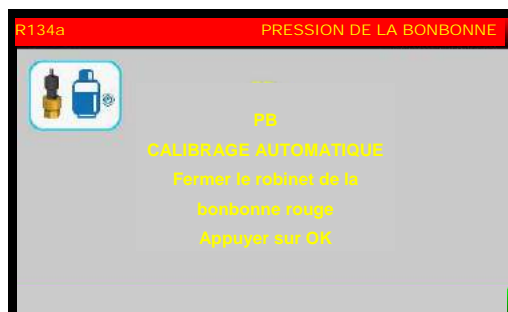 R134a PRESSION DE LA BONBONNE
---
PB
CALIBRAGE AUTOMATIQUE
Fermer le robinet de la
bonbonne rouge
Appuyer sur OK